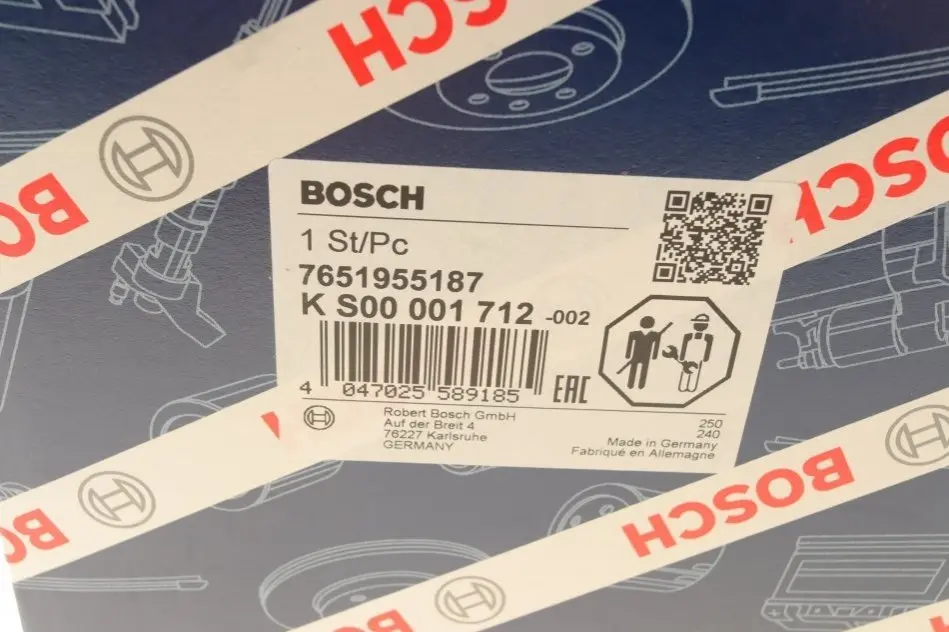 BOSCH
BOSCH
BOSCH
BOSCH
1 St/Pc
7651955187
K S00 001 712 -002
4 047025 589185
EAC
Robert Bosch GmbH
Auf der Breit 4
76227 Karlsruhe
GERMANY
250
240
Made in Germany
Fabriqué en Allemagne
BOSCH
BOSCH